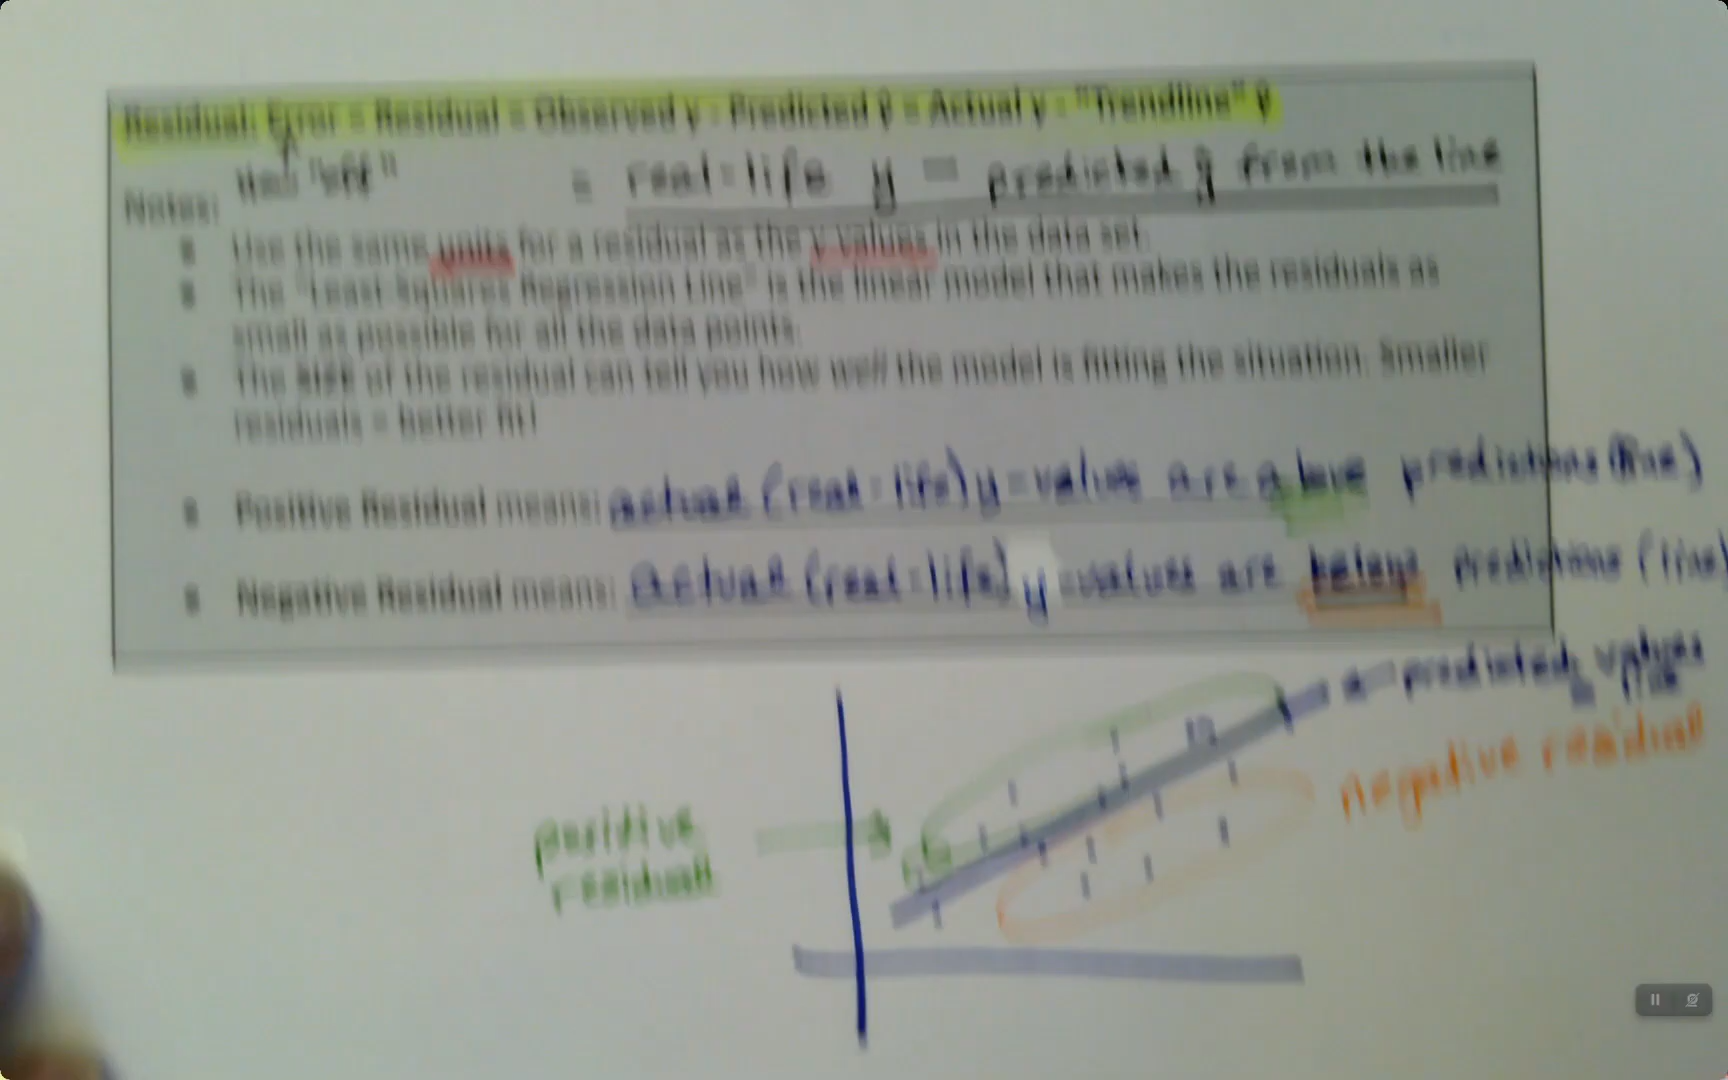 Residual: Error = Residual = Observed y - Predicted ŷ = Actual y - "Trendline" ŷ
"off" = real-life y - predicted ŷ from the line
Notes:
Use the same units for a residual as the y values in the data set.
The "Least Squares Regression Line" is the linear model that makes the residuals as
small as possible for all the data points.
The size of the residual can tell you how well the model is fitting the situation. Smaller
residuals = better fit!
Positive Residual means: actual (real-life) y-values are above predictions (line)
Negative Residual means: actual (real-life) y-values are below predictions (line)
predicted values
line
negative residual
positive
residual